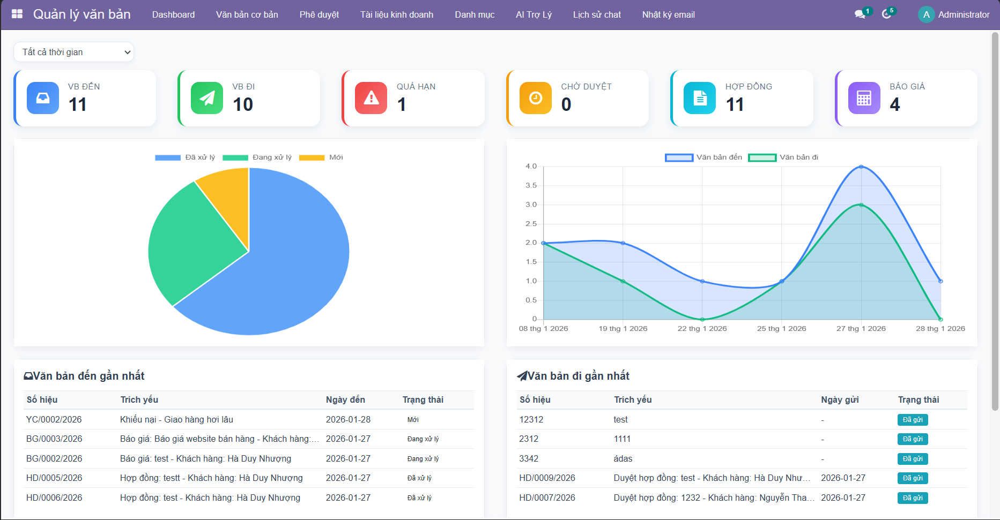 Quản lý văn bản Dashboard Văn bản cơ bản Phê duyệt Tài liệu kinh doanh Danh mục AI Trợ Lý Lịch sử chat Nhật ký email 1 5 A Administrator
Tất cả thời gian
VB ĐẾN
11
VB ĐI
10
QUÁ HẠN
1
CHỜ DUYỆT
0
HỢP ĐỒNG
11
BÁO GIÁ
4
Đã xử lý Đang xử lý Mới
Văn bản đến Văn bản đi
4.0
3.5
3.0
2.5
2.0
1.5
1.0
0.5
0
08 thg 1 2026 19 thg 1 2026 22 thg 1 2026 25 thg 1 2026 27 thg 1 2026 28 thg 1 2026
Văn bản đến gần nhất
Số hiệu Trích yếu Ngày đến Trạng thái
YC/0002/2026 Khiếu nại - Giao hàng hơi lâu 2026-01-28 Mới
BG/0003/2026 Báo giá: Báo giá website bán hàng - Khách hàng:... 2026-01-27 Đang xử lý
BG/0002/2026 Báo giá: test - Khách hàng: Hà Duy Nhượng 2026-01-27 Đang xử lý
HD/0005/2026 Hợp đồng: testt - Khách hàng: Hà Duy Nhượng 2026-01-27 Đã xử lý
HD/0006/2026 Hợp đồng: test - Khách hàng: Hà Duy Nhượng 2026-01-27 Đã xử lý
Văn bản đi gần nhất
Số hiệu Trích yếu Ngày gửi Trạng thái
12312 test - Đã gửi
2312 1111 - Đã gửi
3342 ádas - Đã gửi
HD/0009/2026 Duyệt hợp đồng: test - Khách hàng: Hà Duy Như... 2026-01-27 Đã gửi
HD/0007/2026 Duyệt hợp đồng: 1232 - Khách hàng: Nguyễn Tha... 2026-01-27 Đã gửi